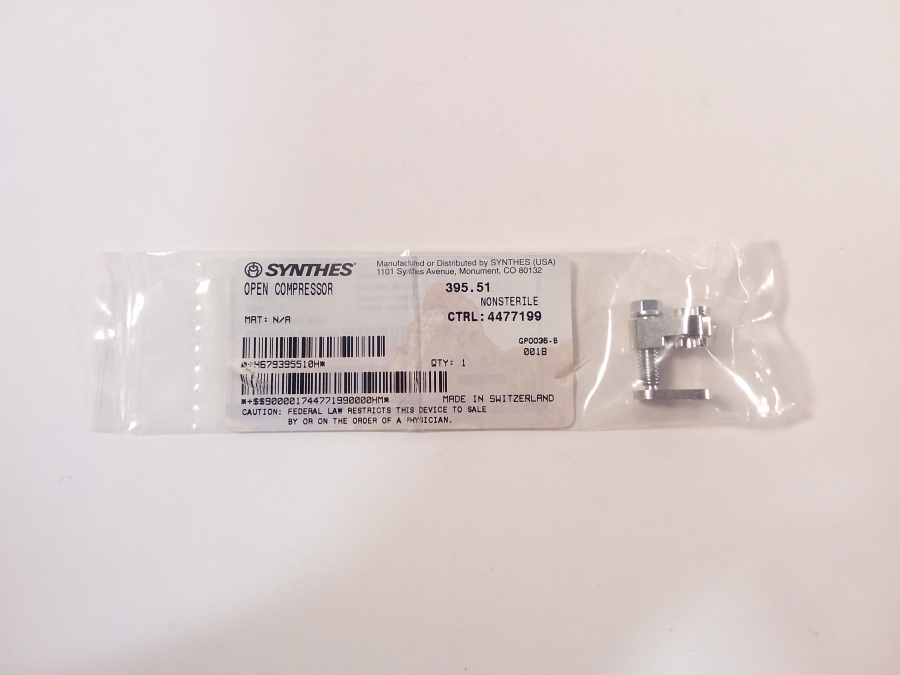 SYNTHES®
Manufactured or Distributed by SYNTHES (USA)
1101 Synthes Avenue, Monument, CO 80132
OPEN COMPRESSOR
395.51
NONSTERILE
MAT: N/A
CTRL: 4477199
GP0036-B
001B
*+H679395510H*
QTY: 1
*+$$9000017447719900000HM*
MADE IN SWITZERLAND
CAUTION: FEDERAL LAW RESTRICTS THIS DEVICE TO SALE
BY OR ON THE ORDER OF A PHYSICIAN.